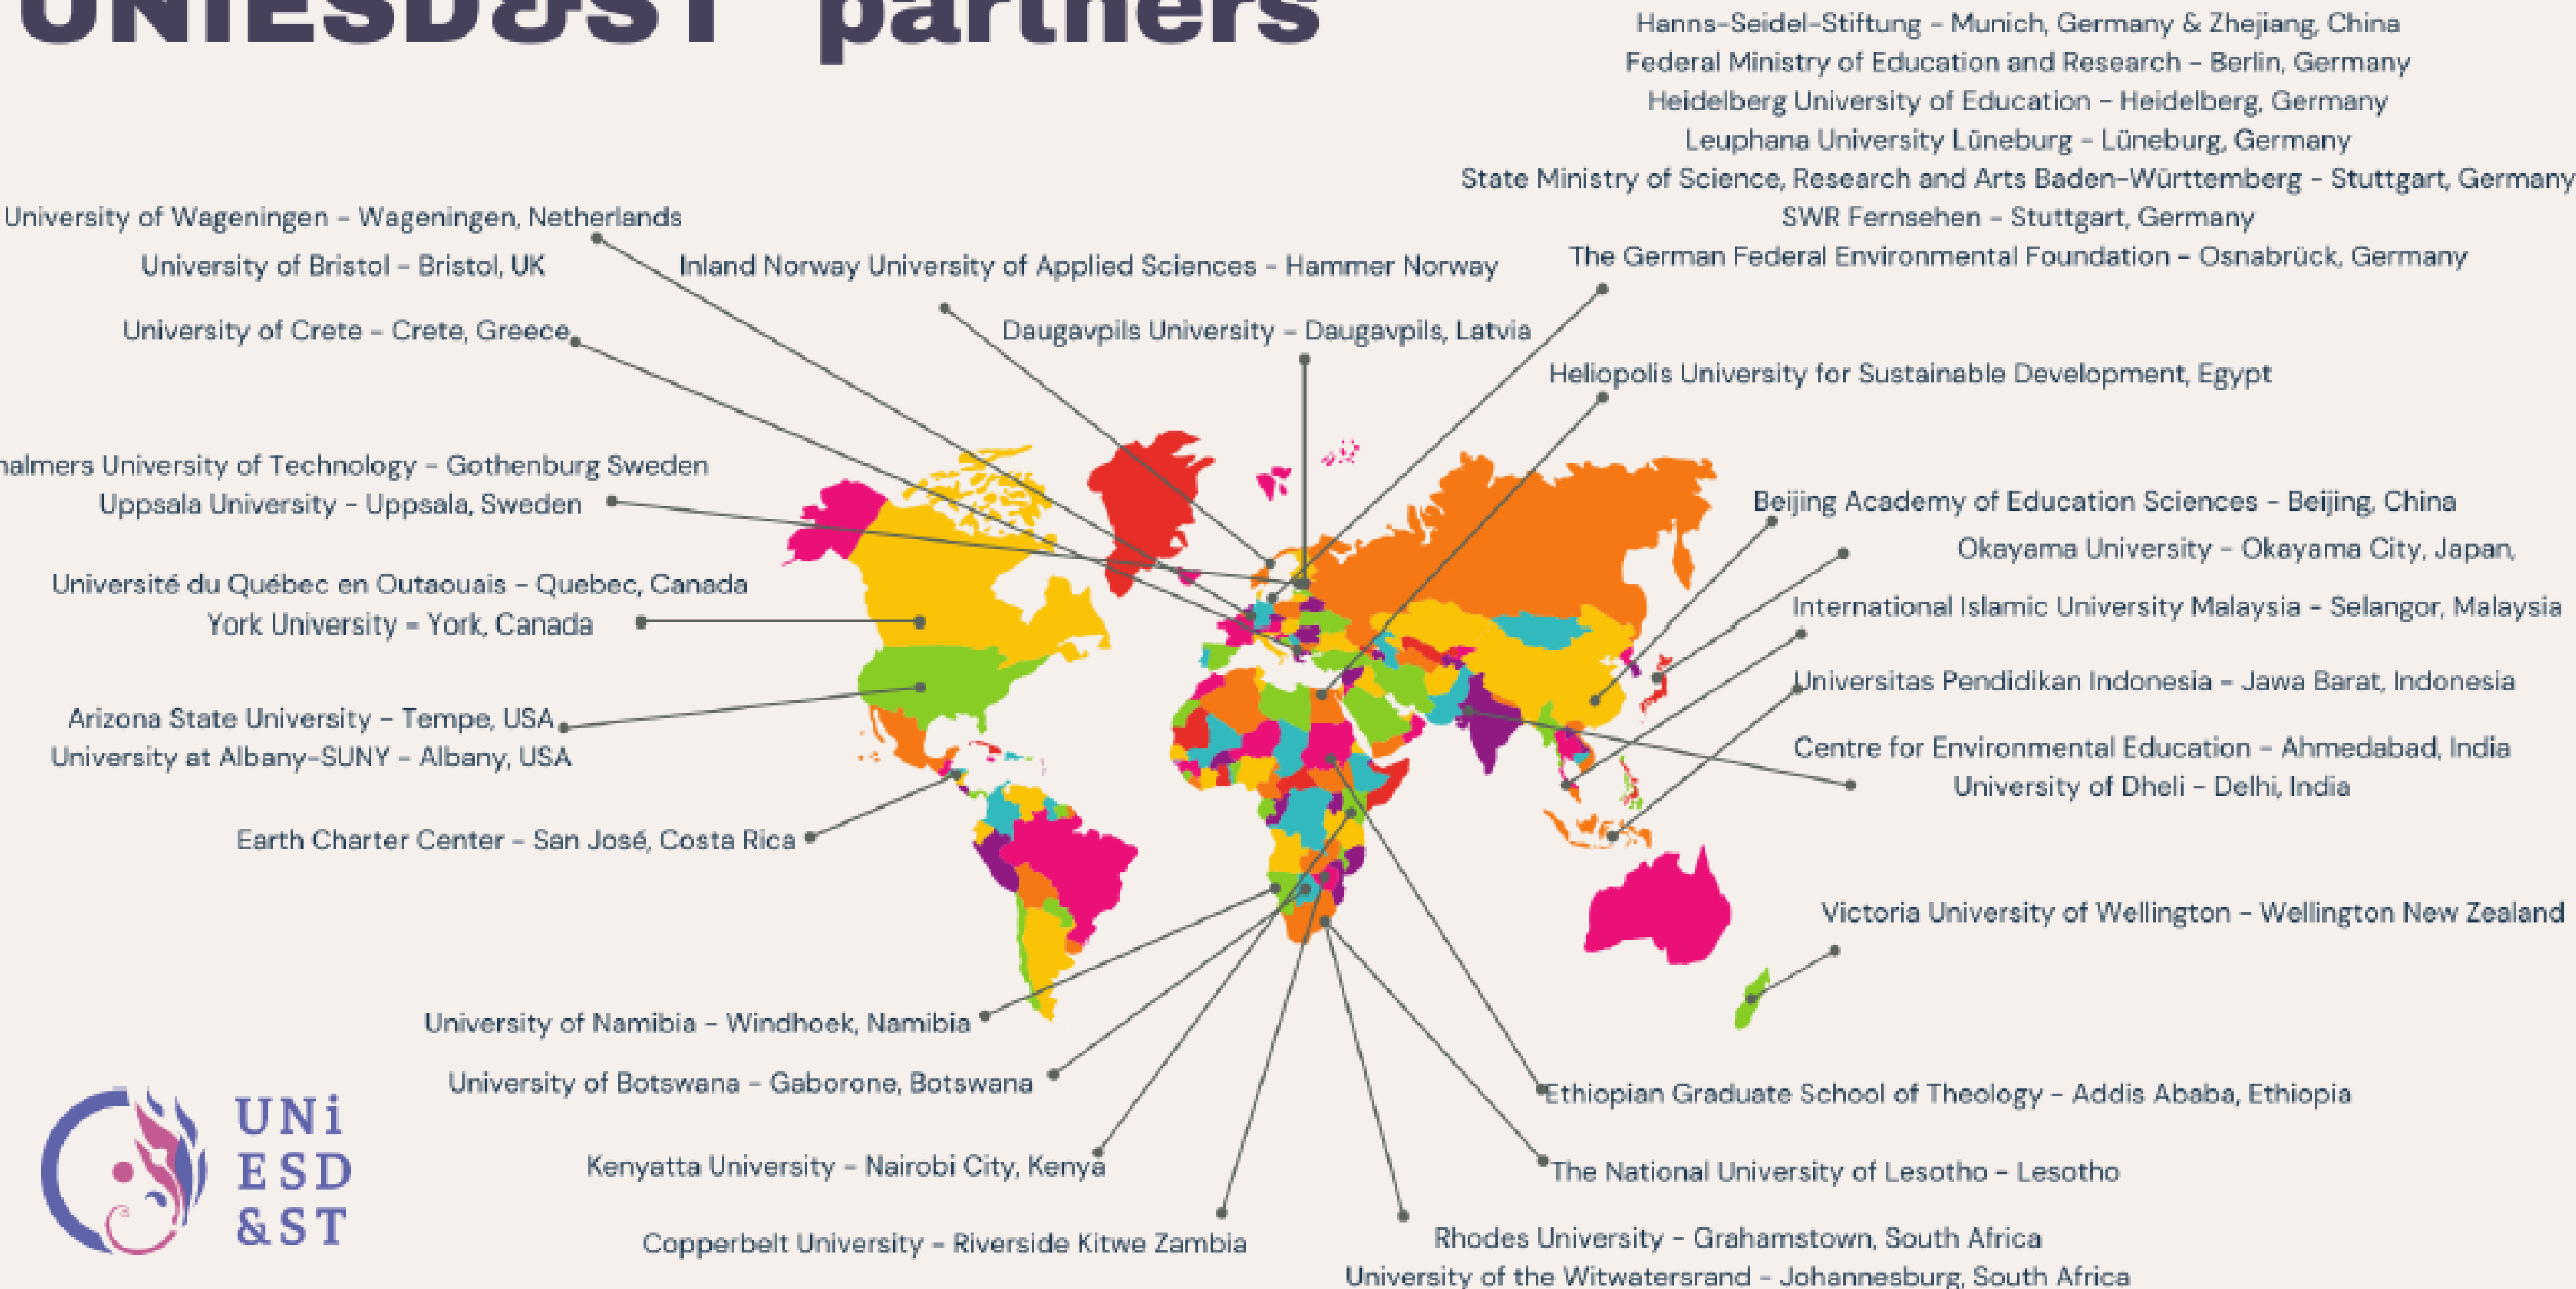 UNIESD&ST partners
Hanns-Seidel-Stiftung - Munich, Germany & Zhejiang, China
Federal Ministry of Education and Research - Berlin, Germany
Heidelberg University of Education - Heidelberg, Germany
Leuphana University Lüneburg - Lüneburg, Germany
State Ministry of Science, Research and Arts Baden-Württemberg - Stuttgart, Germany
SWR Fernsehen - Stuttgart, Germany
The German Federal Environmental Foundation - Osnabrück, Germany
University of Wageningen - Wageningen, Netherlands
University of Bristol - Bristol, UK
Inland Norway University of Applied Sciences - Hammer Norway
University of Crete - Crete, Greece
Daugavpils University - Daugavpils, Latvia
Heliopolis University for Sustainable Development, Egypt
halmers University of Technology - Gothenburg Sweden
Uppsala University - Uppsala, Sweden
Beijing Academy of Education Sciences - Beijing, China
Okayama University - Okayama City, Japan,
Université du Québec en Outaouais - Quebec, Canada
York University - York, Canada
International Islamic University Malaysia - Selangor, Malaysia
Universitas Pendidikan Indonesia - Jawa Barat, Indonesia
Arizona State University - Tempe, USA
University at Albany-SUNY - Albany, USA
Centre for Environmental Education - Ahmedabad, India
University of Dheli - Delhi, India
Earth Charter Center - San José, Costa Rica
Victoria University of Wellington - Wellington New Zealand
University of Namibia - Windhoek, Namibia
University of Botswana - Gaborone, Botswana
Ethiopian Graduate School of Theology - Addis Ababa, Ethiopia
Kenyatta University - Nairobi City, Kenya
The National University of Lesotho - Lesotho
Copperbelt University - Riverside Kitwe Zambia
Rhodes University - Grahamstown, South Africa
University of the Witwatersrand - Johannesburg, South Africa
UNi
ESD
&ST